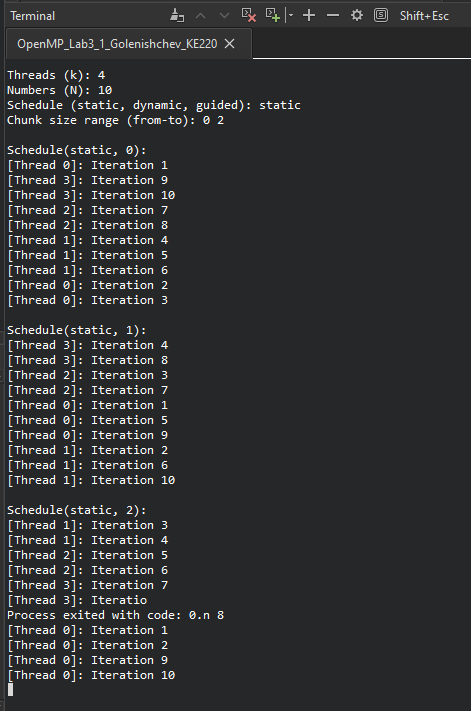 Terminal
Shift+Esc
OpenMP_Lab3_1_Golenishchev_KE220
Threads (k): 4
Numbers (N): 10
Schedule (static, dynamic, guided): static
Chunk size range (from-to): 0 2
Schedule(static, 0):
[Thread 0]: Iteration 1
[Thread 3]: Iteration 9
[Thread 3]: Iteration 10
[Thread 2]: Iteration 7
[Thread 2]: Iteration 8
[Thread 1]: Iteration 4
[Thread 1]: Iteration 5
[Thread 1]: Iteration 6
[Thread 0]: Iteration 2
[Thread 0]: Iteration 3
Schedule(static, 1):
[Thread 3]: Iteration 4
[Thread 3]: Iteration 8
[Thread 2]: Iteration 3
[Thread 2]: Iteration 7
[Thread 0]: Iteration 1
[Thread 0]: Iteration 5
[Thread 0]: Iteration 9
[Thread 1]: Iteration 2
[Thread 1]: Iteration 6
[Thread 1]: Iteration 10
Schedule(static, 2):
[Thread 1]: Iteration 3
[Thread 1]: Iteration 4
[Thread 2]: Iteration 5
[Thread 2]: Iteration 6
[Thread 3]: Iteration 7
[Thread 3]: Iteratio
Process exited with code: 0.n 8
[Thread 0]: Iteration 1
[Thread 0]: Iteration 2
[Thread 0]: Iteration 9
[Thread 0]: Iteration 10